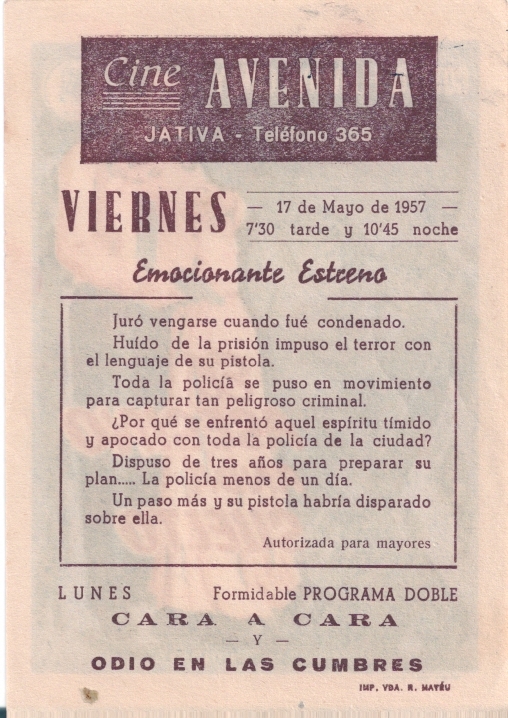 Cine AVENIDA
JATIVA - Teléfono 365
VIERNES
— 17 de Mayo de 1957 —
7'30 tarde y 10'45 noche
Emocionante Estreno
Juró vengarse cuando fué condenado.
Huído de la prisión impuso el terror con
el lenguaje de su pistola.
Toda la policía se puso en movimiento
para capturar tan peligroso criminal.
¿Por qué se enfrentó aquel espíritu tímido
y apocado con toda la policía de la ciudad?
Dispuso de tres años para preparar su
plan..... La policía menos de un día.
Un paso más y su pistola habría disparado
sobre ella.
Autorizada para mayores
LUNES Formidable PROGRAMA DOBLE
CARA A CARA
— Y —
ODIO EN LAS CUMBRES
IMP. VDA. R. MATÉU